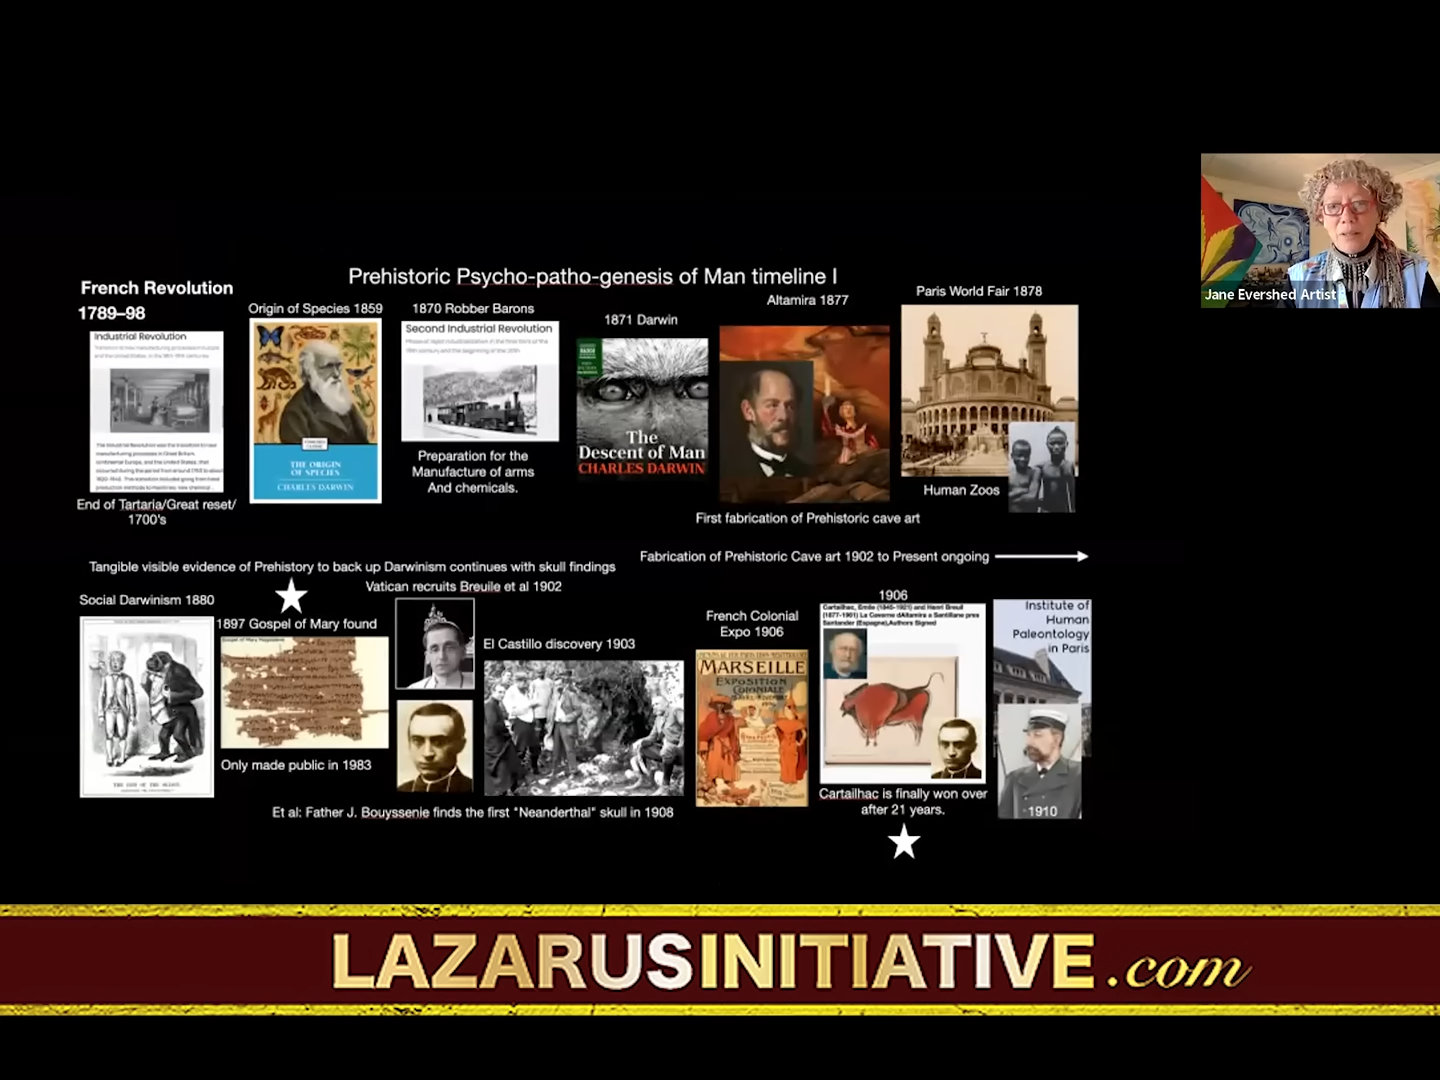 Prehistoric Psycho-patho-genesis of Man timeline I
French Revolution
1789–98
Industrial Revolution
End of Tartaria/Great reset/
1700's
Origin of Species 1859
THE ORIGIN
OF SPECIES
CHARLES DARWIN
1870 Robber Barons
Second Industrial Revolution
Preparation for the
Manufacture of arms
And chemicals.
1871 Darwin
The
Descent of Man
CHARLES DARWIN
Altamira 1877
First fabrication of Prehistoric cave art
Paris World Fair 1878
Human Zoos
Jane Evershed Artist
Fabrication of Prehistoric Cave art 1902 to Present ongoing
Tangible visible evidence of Prehistory to back up Darwinism continues with skull findings
Social Darwinism 1880
1897 Gospel of Mary found
Only made public in 1983
Vatican recruits Breuile et al 1902
El Castillo discovery 1903
Et al: Father J. Bouyssenie finds the first "Neanderthal" skull in 1908
French Colonial
Expo 1906
MARSEILLE
EXPOSITION
COLONIALE
1906
Cartailhac, Emile (1845-1921) and Henri Breuil
(1877-1961) La Caverne dAltamira a Santillane pres
Santander (Espagne),Authors Signed
Cartailhac is finally won over
after 21 years.
Institute of
Human
Paleontology
in Paris
1910
LAZARUSINITIATIVE.com